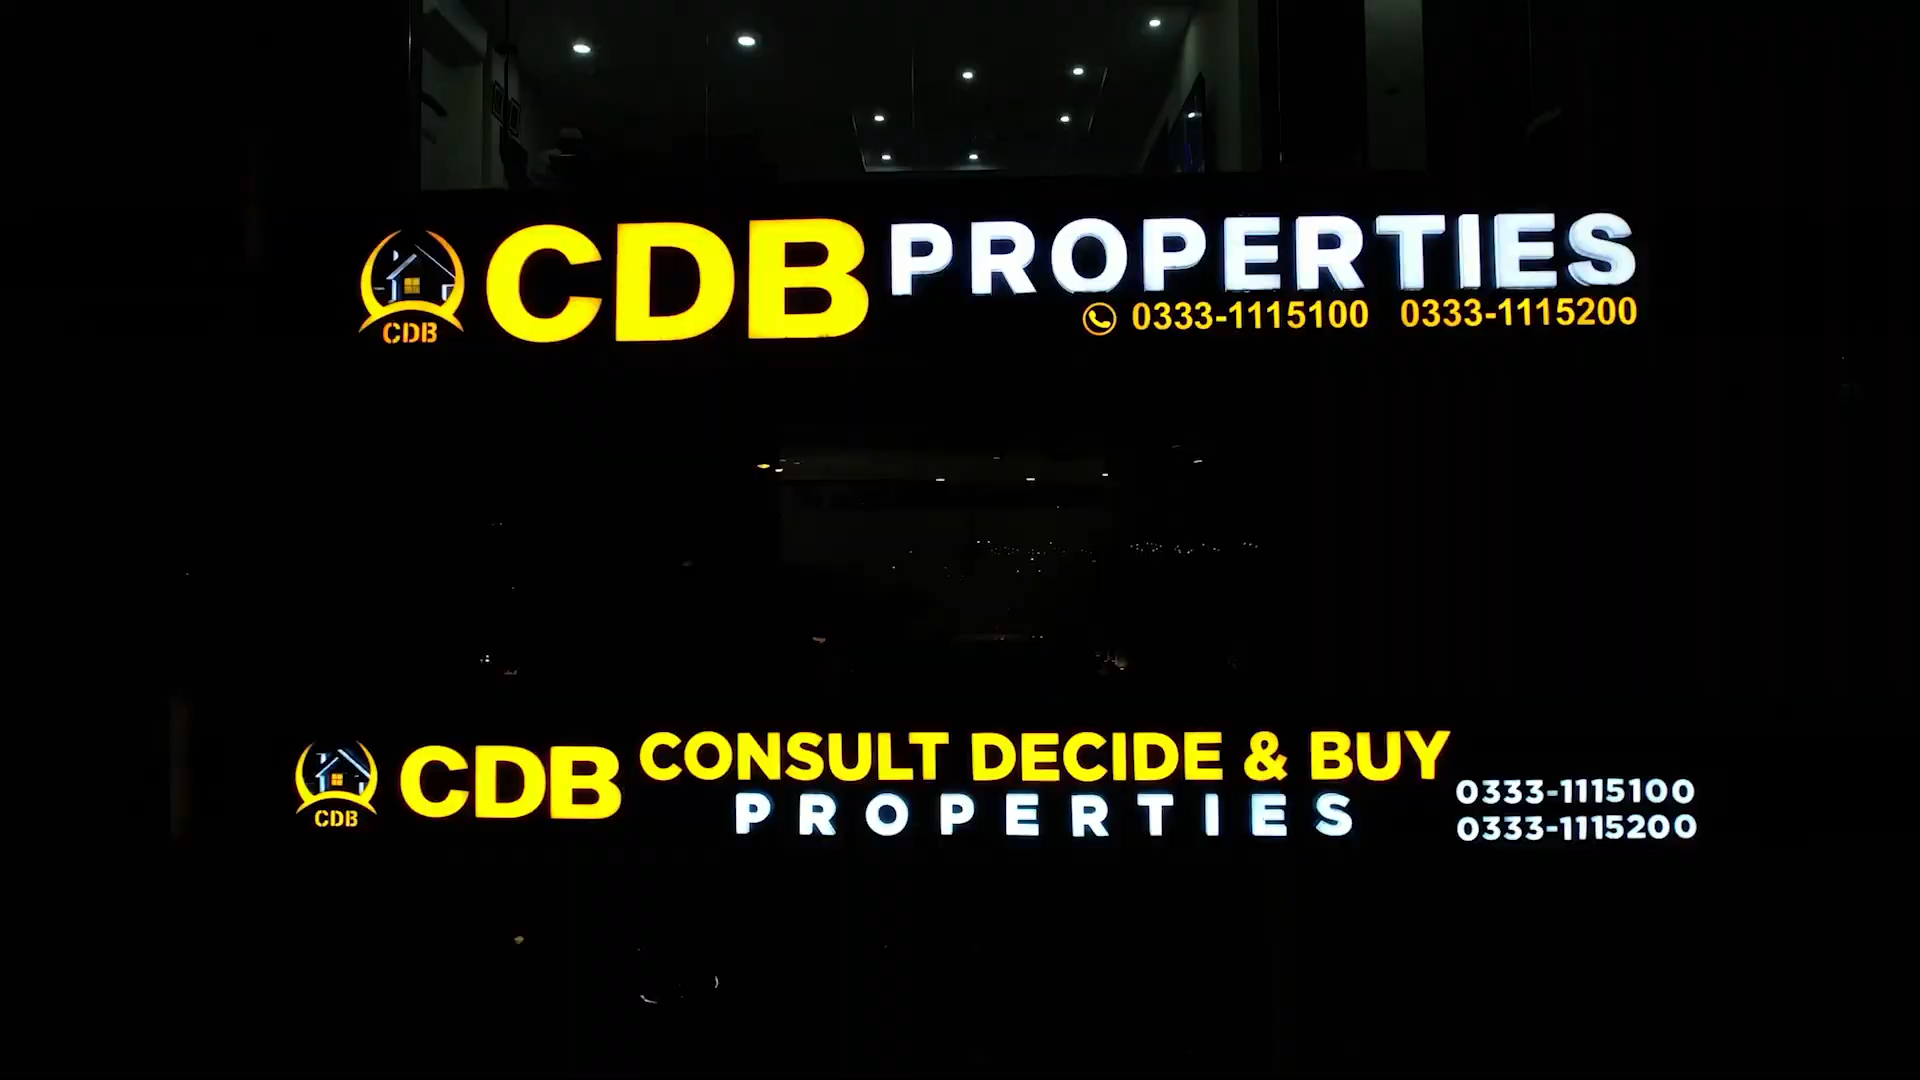 CDB PROPERTIES
CDB 0333-1115100 0333-1115200
CDB CONSULT DECIDE & BUY
PROPERTIES
0333-1115100
CDB
0333-1115200